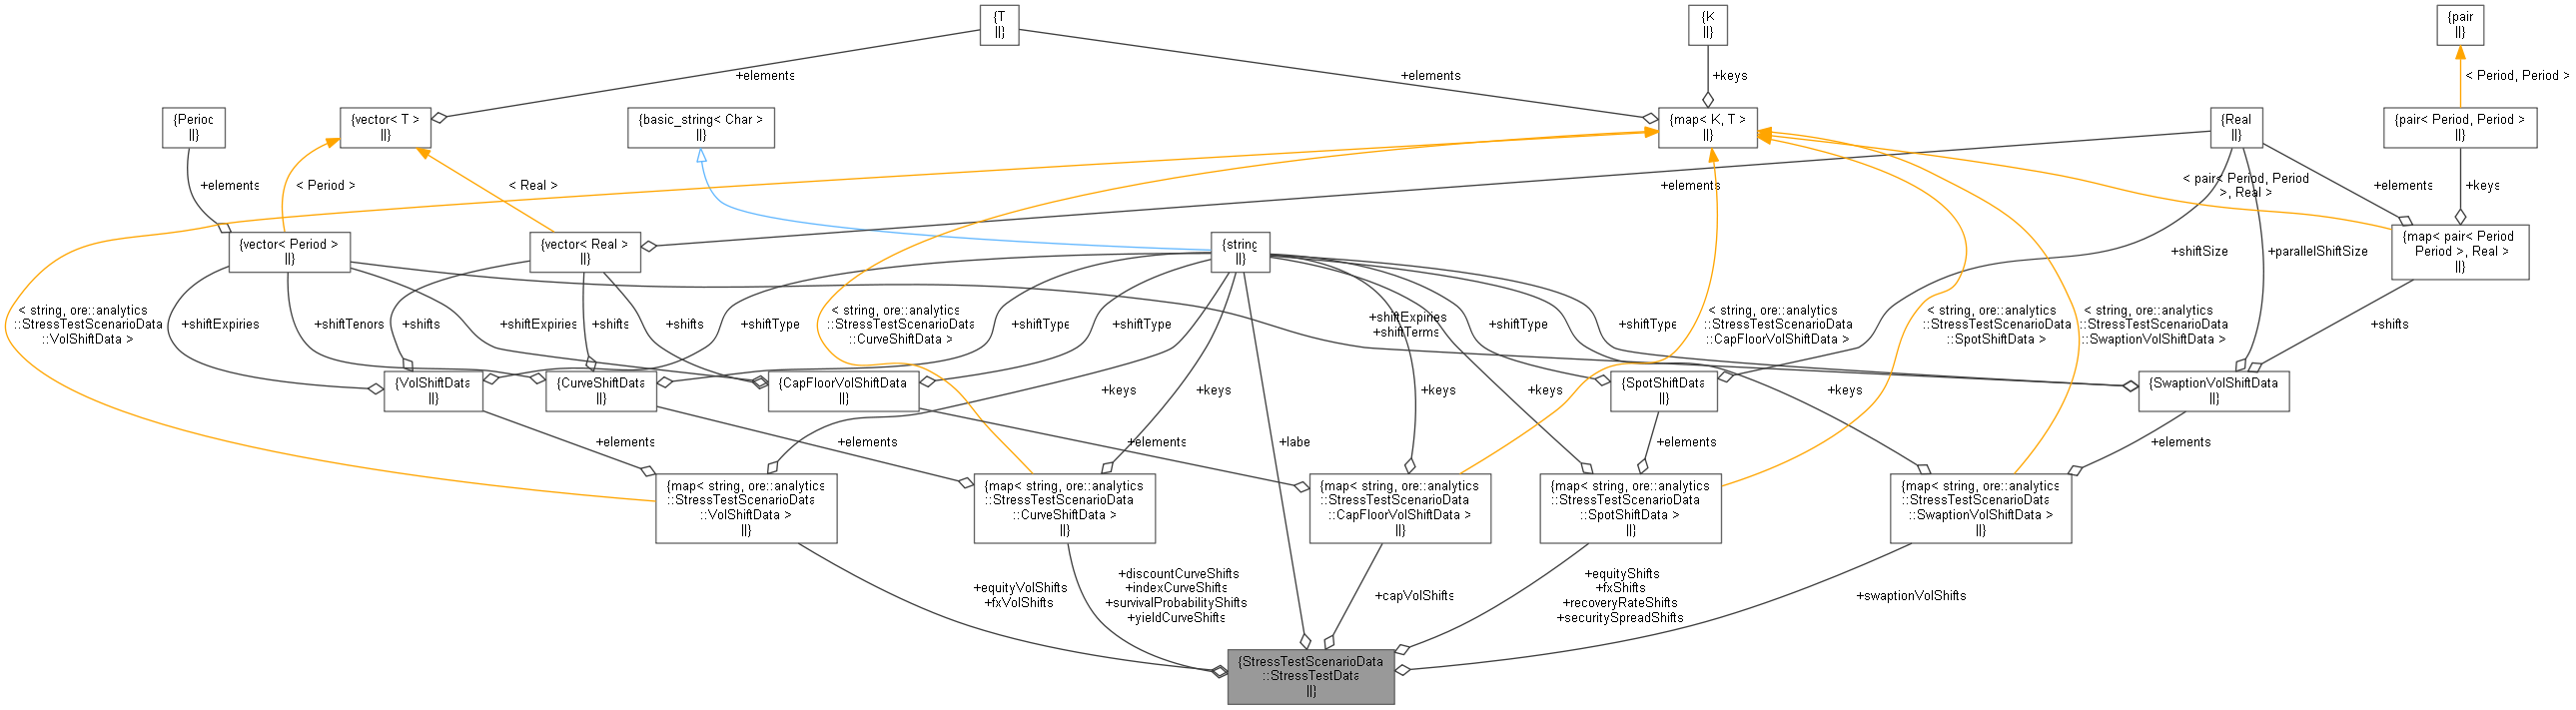 {T
||}
{K
||}
{pair
||}
+elements
+elements
+keys
< Period, Period >
{Period
||}
{vector< T >
||}
{basic_string< Char >
||}
{map< K, T >
||}
{Real
||}
{pair< Period, Period >
||}
+elements
< Period >
< Real >
+elements
< pair< Period, Period
>, Real >
+elements
+keys
{vector< Period >
||}
{vector< Real >
||}
{string
||}
{map< pair< Period
Period >, Real >
||}
+shiftSize
+parallelShiftSize
< string, ore::analytics
::StressTestScenarioData
::VolShiftData >
+shiftExpiries
+shiftTenors
+shifts
+shiftExpiries
+shifts
+shifts
+shiftType
< string, ore::analytics
::StressTestScenarioData
::CurveShiftData >
+shiftType
+shiftType
+shiftExpiries
+shiftTerms
+shiftType
+shiftType
< string, ore::analytics
::StressTestScenarioData
::CapFloorVolShiftData >
< string, ore::analytics
::StressTestScenarioData
::SpotShiftData >
< string, ore::analytics
::StressTestScenarioData
::SwaptionVolShiftData >
+shifts
{VolShiftData
||}
{CurveShiftData
||}
{CapFloorVolShiftData
||}
{SpotShiftData
||}
{SwaptionVolShiftData
||}
+keys
+keys
+keys
+keys
+keys
+elements
+elements
+elements
+label
+elements
+elements
{map< string, ore::analytics
::StressTestScenarioData
::VolShiftData >
||}
{map< string, ore::analytics
::StressTestScenarioData
::CurveShiftData >
||}
{map< string, ore::analytics
::StressTestScenarioData
::CapFloorVolShiftData >
||}
{map< string, ore::analytics
::StressTestScenarioData
::SpotShiftData >
||}
{map< string, ore::analytics
::StressTestScenarioData
::SwaptionVolShiftData >
||}
+equityVolShifts
+fxVolShifts
+discountCurveShifts
+indexCurveShifts
+survivalProbabilityShifts
+yieldCurveShifts
+capVolShifts
+equityShifts
+fxShifts
+recoveryRateShifts
+securitySpreadShifts
+swaptionVolShifts
{StressTestScenarioData
::StressTestData
||}